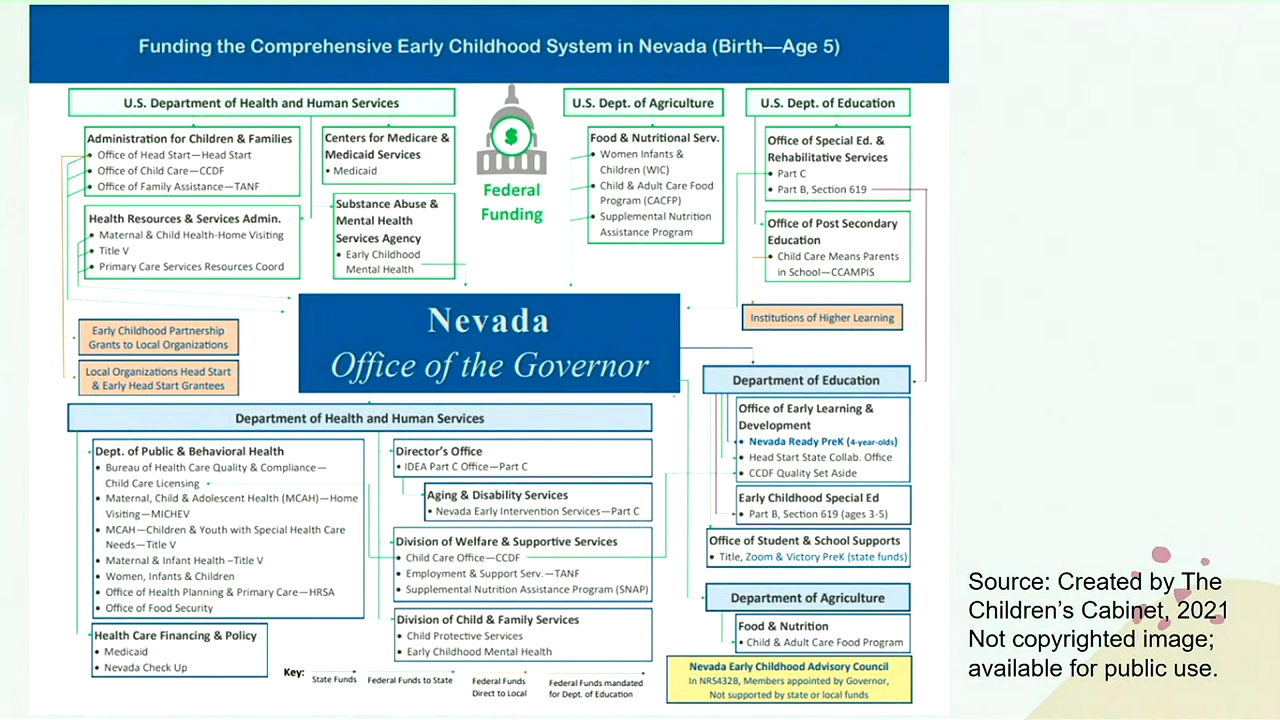 Funding the Comprehensive Early Childhood System in Nevada (Birth—Age 5)
U.S. Department of Health and Human Services
Administration for Children & Families
• Office of Head Start—Head Start
• Office of Child Care—CCDF
• Office of Family Assistance—TANF
Health Resources & Services Admin.
• Maternal & Child Health-Home Visiting
• Title V
• Primary Care Services Resources Coord
Centers for Medicare &
Medicaid Services
• Medicaid
Substance Abuse &
Mental Health
Services Agency
• Early Childhood
Mental Health
$
Federal
Funding
U.S. Dept. of Agriculture
Food & Nutritional Serv.
• Women Infants &
Children (WIC)
• Child & Adult Care Food
Program (CACFP)
• Supplemental Nutrition
Assistance Program
U.S. Dept. of Education
Office of Special Ed. &
Rehabilitative Services
• Part C
• Part B, Section 619
Office of Post Secondary
Education
• Child Care Means Parents
in School—CCAMPIS
Early Childhood Partnership
Grants to Local Organizations
Local Organizations Head Start
& Early Head Start Grantees
Nevada
Office of the Governor
Institutions of Higher Learning
Department of Health and Human Services
Dept. of Public & Behavioral Health
• Bureau of Health Care Quality & Compliance—
Child Care Licensing
• Maternal, Child & Adolescent Health (MCAH)—Home
Visiting—MICHEV
• MCAH—Children & Youth with Special Health Care
Needs—Title V
• Maternal & Infant Health –Title V
• Women, Infants & Children
• Office of Health Planning & Primary Care—HRSA
• Office of Food Security
Health Care Financing & Policy
• Medicaid
• Nevada Check Up
Director's Office
• IDEA Part C Office—Part C
Aging & Disability Services
• Nevada Early Intervention Services—Part C
Division of Welfare & Supportive Services
• Child Care Office—CCDF
• Employment & Support Serv.—TANF
• Supplemental Nutrition Assistance Program (SNAP)
Division of Child & Family Services
• Child Protective Services
• Early Childhood Mental Health
Department of Education
Office of Early Learning &
Development
• Nevada Ready PreK (4-year-olds)
• Head Start State Collab. Office
• CCDF Quality Set Aside
Early Childhood Special Ed
• Part B, Section 619 (ages 3-5)
Office of Student & School Supports
• Title, Zoom & Victory PreK (state funds)
Department of Agriculture
Food & Nutrition
• Child & Adult Care Food Program
Nevada Early Childhood Advisory Council
In NRS432B, Members appointed by Governor,
Not supported by state or local funds
Key:
State Funds
Federal Funds to State
Federal Funds
Direct to Local
Federal Funds mandated
for Dept. of Education
Source: Created by The
Children's Cabinet, 2021
Not copyrighted image;
available for public use.